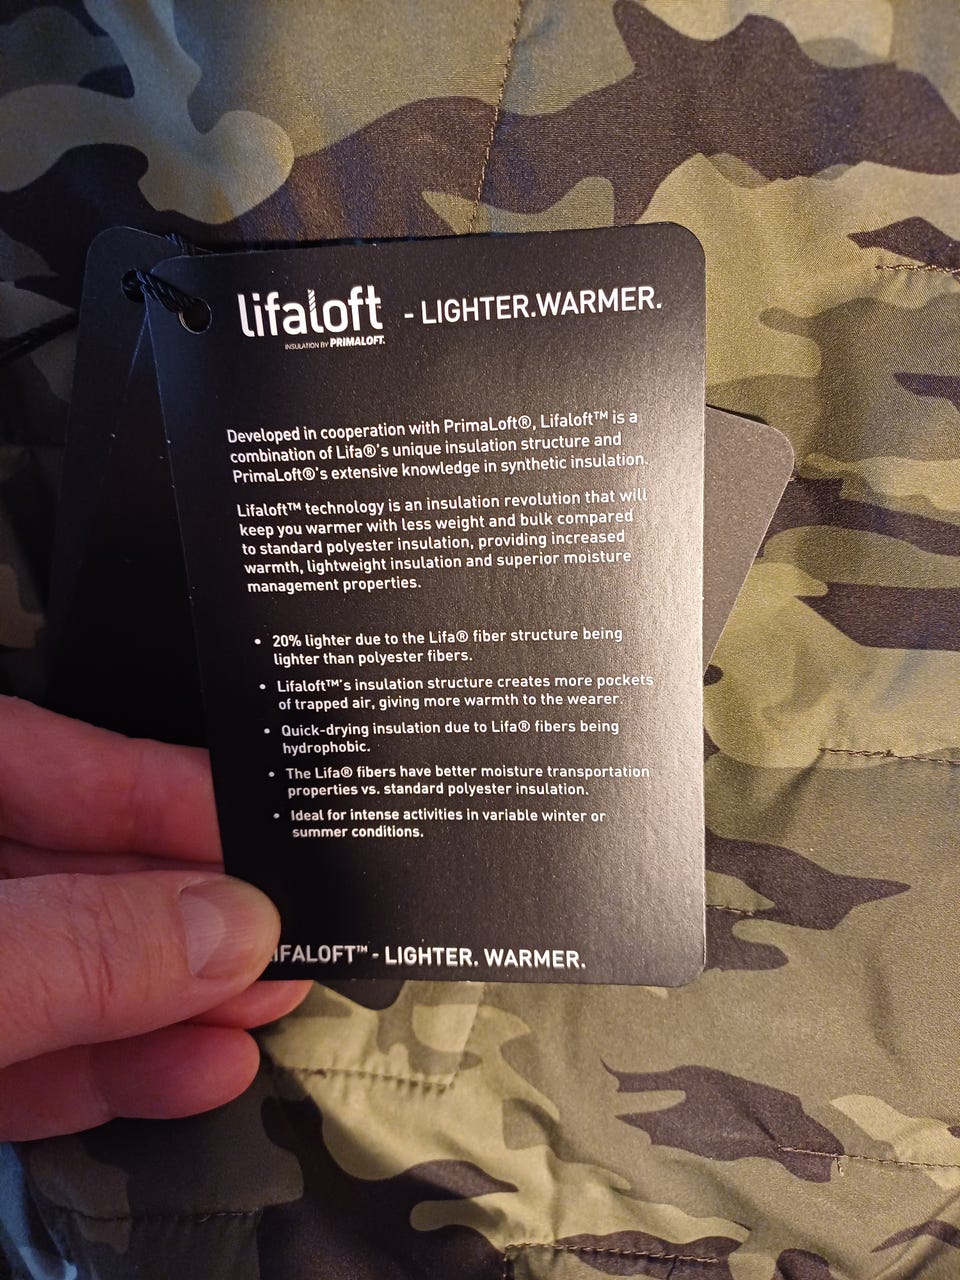 lifaloft - LIGHTER.WARMER.
INSULATION BY PRIMALOFT.
Developed in cooperation with PrimaLoft®, Lifaloft™ is a
combination of Lifa®'s unique insulation structure and
PrimaLoft®'s extensive knowledge in synthetic insulation.
Lifaloft™ technology is an insulation revolution that will
keep you warmer with less weight and bulk compared
to standard polyester insulation, providing increased
warmth, lightweight insulation and superior moisture
management properties.
• 20% lighter due to the Lifa® fiber structure being
lighter than polyester fibers.
• Lifaloft™'s insulation structure creates more pockets
of trapped air, giving more warmth to the wearer.
• Quick-drying insulation due to Lifa® fibers being
hydrophobic.
• The Lifa® fibers have better moisture transportation
properties vs. standard polyester insulation.
• Ideal for intense activities in variable winter or
summer conditions.
IFALOFT™ - LIGHTER. WARMER.